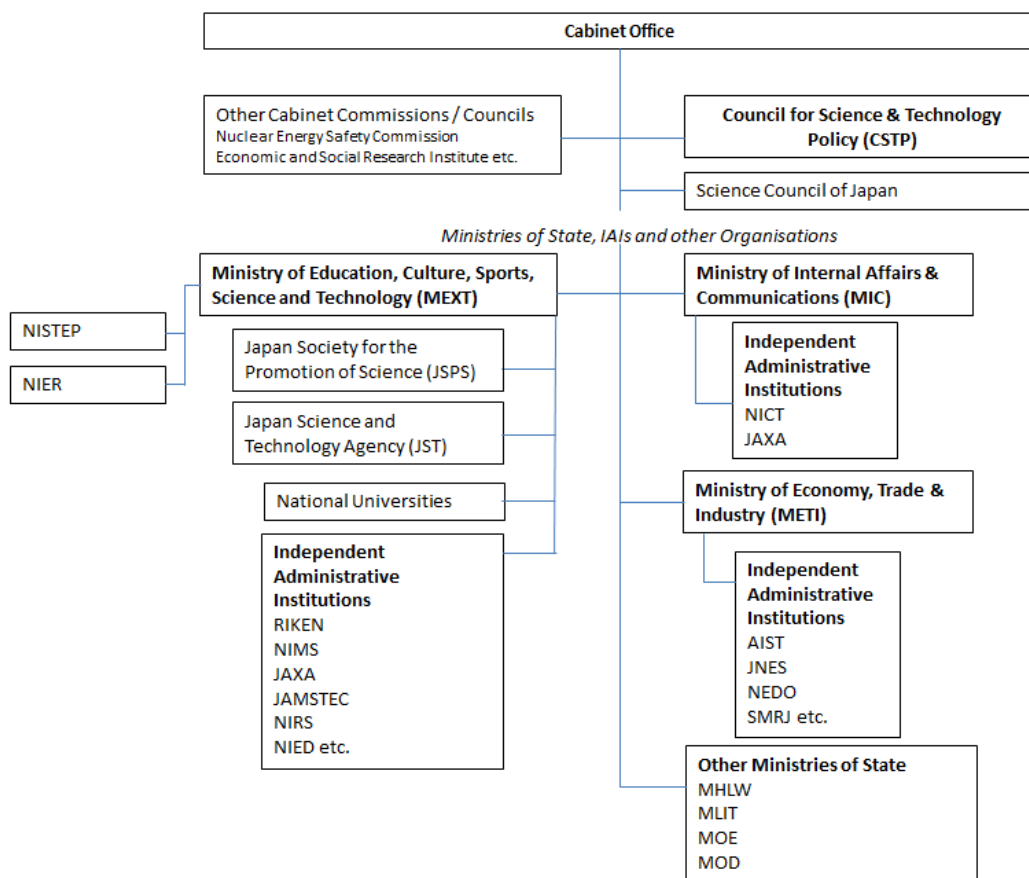 Cabinet Office
Other Cabinet Commissions / Councils
Nuclear Energy Safety Commission
Economic and Social Research Institute etc.
Council for Science & Technology
Policy (CSTP)
Science Council of Japan
Ministries of State, IAIs and other Organisations
Ministry of Education, Culture, Sports,
Science and Technology (MEXT)
NISTEP
NIER
Japan Society for the
Promotion of Science (JSPS)
Japan Science and
Technology Agency (JST)
National Universities
Independent
Administrative
Institutions
RIKEN
NIMS
JAXA
JAMSTEC
NIRS
NIED etc.
Ministry of Internal Affairs &
Communications (MIC)
Independent
Administrative
Institutions
NICT
JAXA
Ministry of Economy, Trade &
Industry (METI)
Independent
Administrative
Institutions
AIST
JNES
NEDO
SMRJ etc.
Other Ministries of State
MHLW
MLIT
MOE
MOD